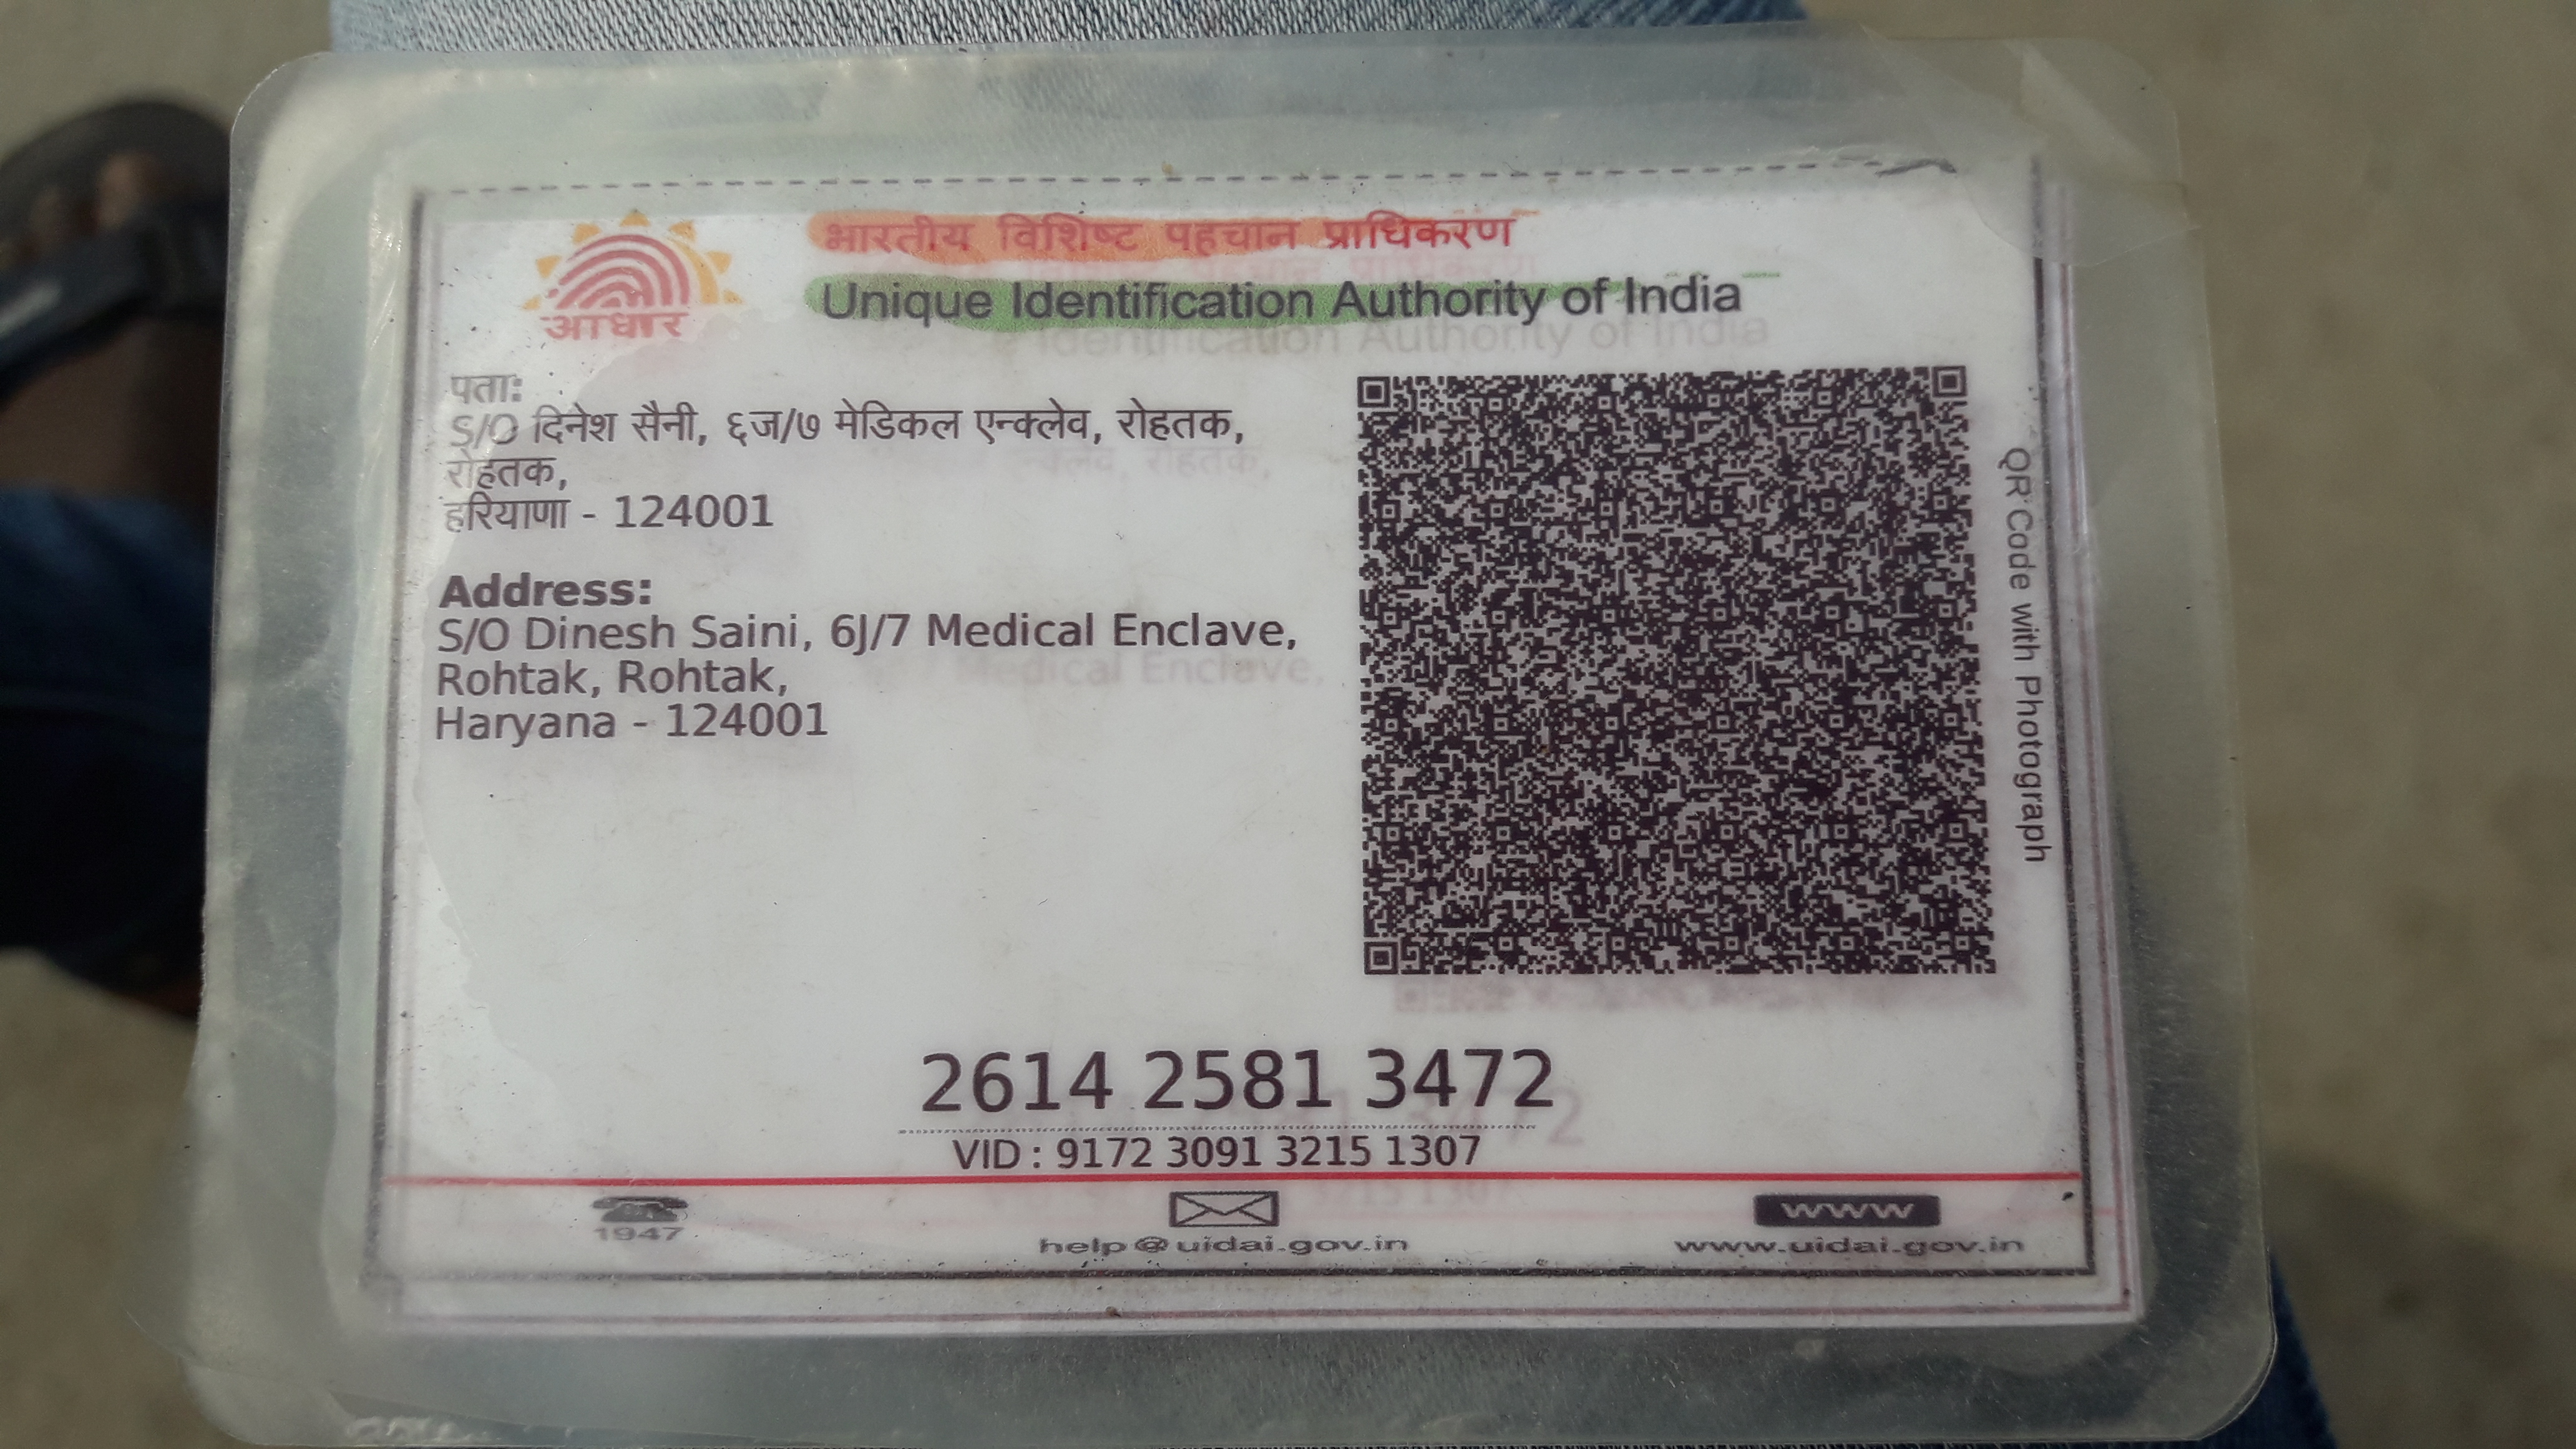 आधार
भारतीय विशिष्ट पहचान प्राधिकरण
Unique Identification Authority of India
पता:
S/O दिनेश सैनी, ६ज/७ मेडिकल एन्क्लेव, रोहतक,
रोहतक,
हरियाणा - 124001
Address:
S/O Dinesh Saini, 6J/7 Medical Enclave,
Rohtak, Rohtak,
Haryana - 124001
QR Code with Photograph
2614 2581 3472
VID : 9172 3091 3215 1307
1947
help@uidai.gov.in
www
www.uidai.gov.in